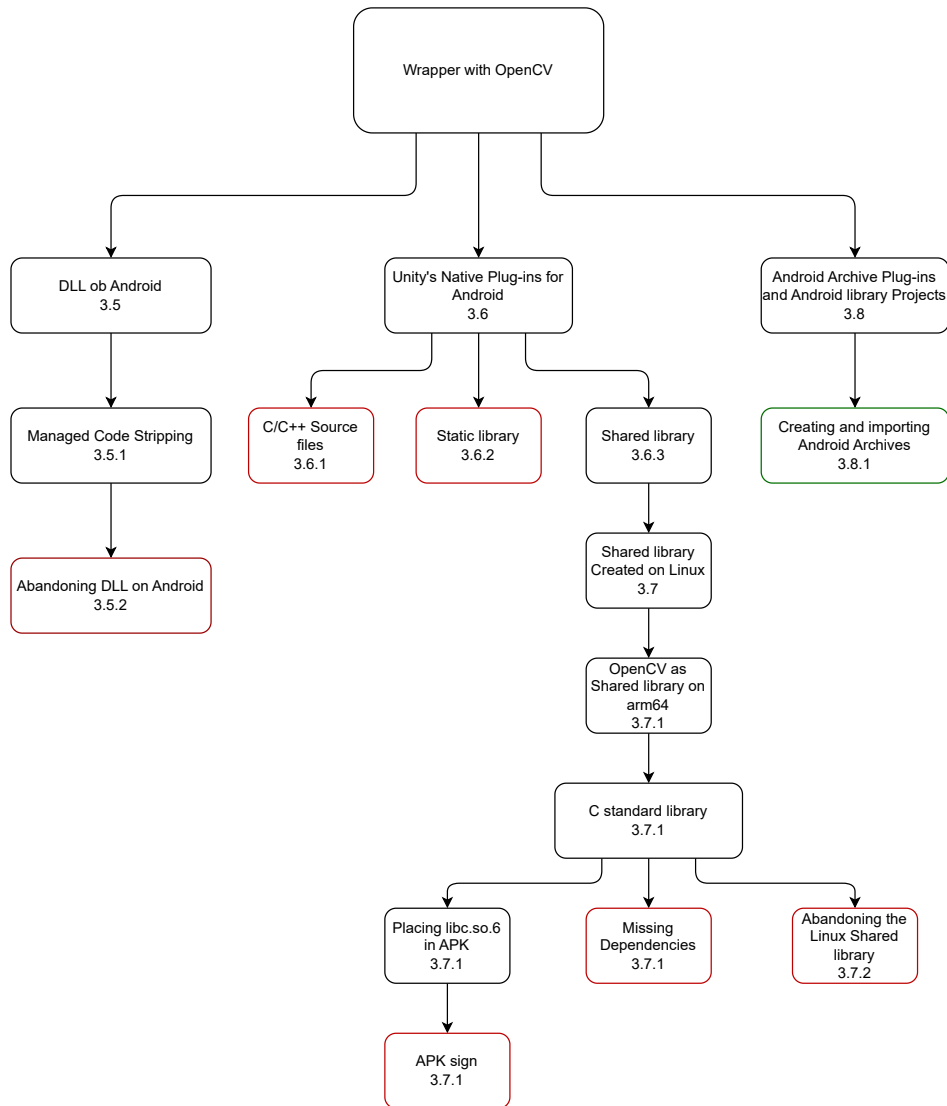 Wrapper with OpenCV
DLL ob Android
3.5
Unity's Native Plug-ins for
Android
3.6
Android Archive Plug-ins
and Android library Projects
3.8
Managed Code Stripping
3.5.1
C/C++ Source
files
3.6.1
Static library
3.6.2
Shared library
3.6.3
Creating and importing
Android Archives
3.8.1
Abandoning DLL on Android
3.5.2
Shared library
Created on Linux
3.7
OpenCV as
Shared library on
arm64
3.7.1
C standard library
3.7.1
Placing libc.so.6
in APK
3.7.1
Missing
Dependencies
3.7.1
Abandoning the
Linux Shared
library
3.7.2
APK sign
3.7.1